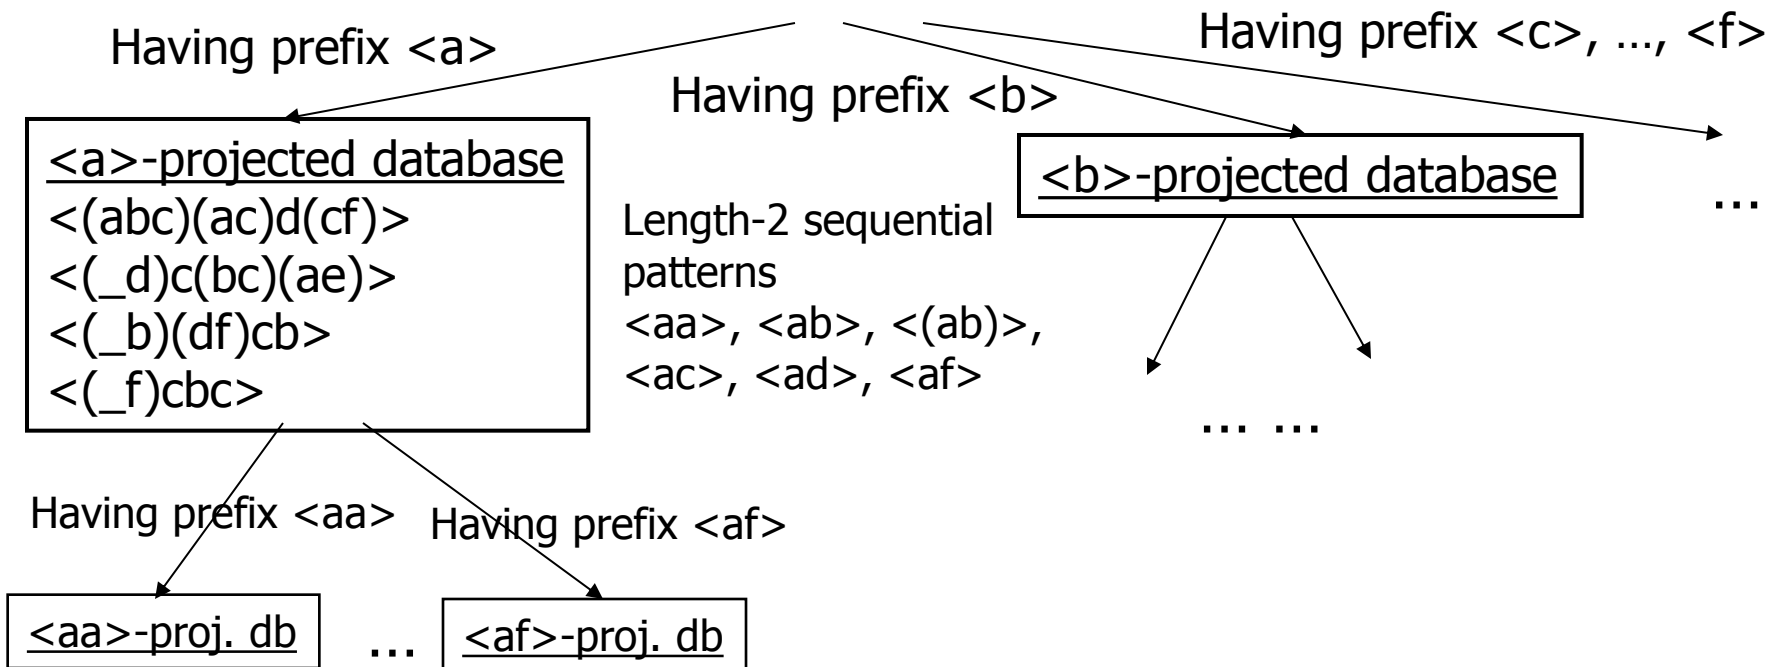 Having prefix <a>
Having prefix <c>, ..., <f>
Having prefix <b>
<a>-projected database
<(abc)(ac)d(cf)>
<(_d)c(bc)(ae)>
<(_b)(df)cb>
<(_f)cbc>
Length-2 sequential
patterns
<aa>, <ab>, <(ab)>,
<ac>, <ad>, <af>
<b>-projected database
...
... ...
Having prefix <aa>
Having prefix <af>
<aa>-proj. db
...
<af>-proj. db